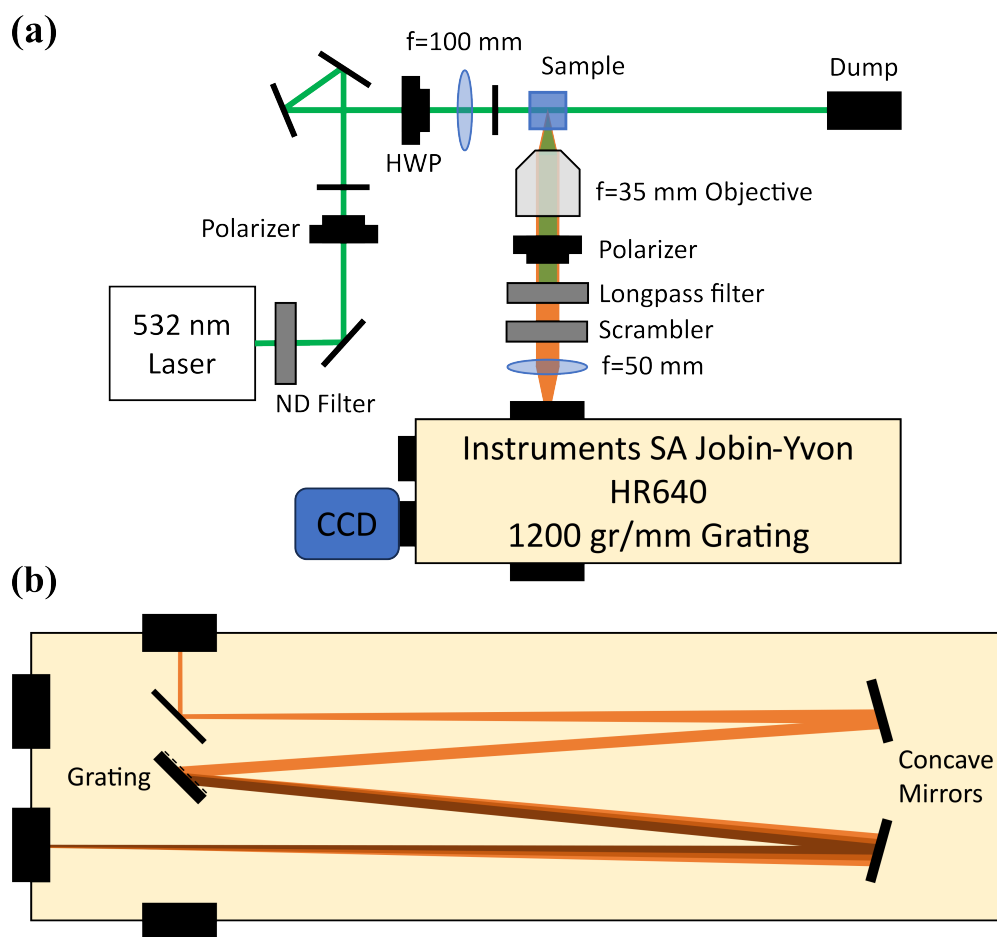 (a)
f=100 mm
Sample
Dump
HWP
f=35 mm Objective
Polarizer
Polarizer
Longpass filter
532 nm
Laser
Scrambler
f=50 mm
ND Filter
Instruments SA Jobin-Yvon
HR640
1200 gr/mm Grating
CCD
(b)
Grating
Concave
Mirrors